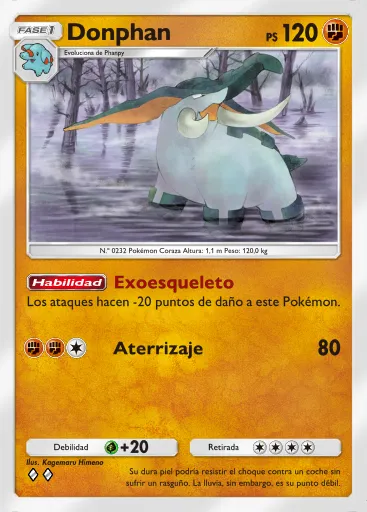 FASE 1
Donphan
PS 120
Evoluciona de Phanpy
N.º 0232 Pokémon Coraza Altura: 1,1 m Peso: 120,0 kg
Habilidad Exoesqueleto
Los ataques hacen -20 puntos de daño a este Pokémon.
Aterrizaje 80
Debilidad +20 Retirada
Ilus. Kagemaru Himeno
Su dura piel podría resistir el choque contra un coche sin
sufrir un rasguño. La lluvia, sin embargo, es su punto débil.